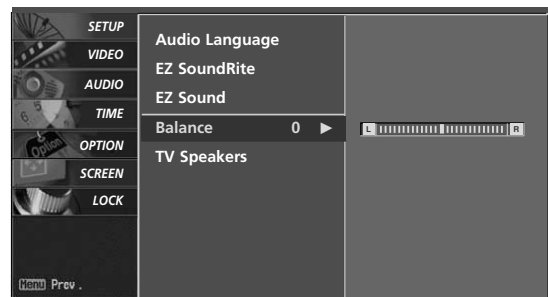 SETUP
VIDEO
AUDIO
TIME
OPTION
SCREEN
LOCK
Menu Prev.
Audio Language
EZ SoundRite
EZ Sound
Balance 0 ▶
TV Speakers
L R